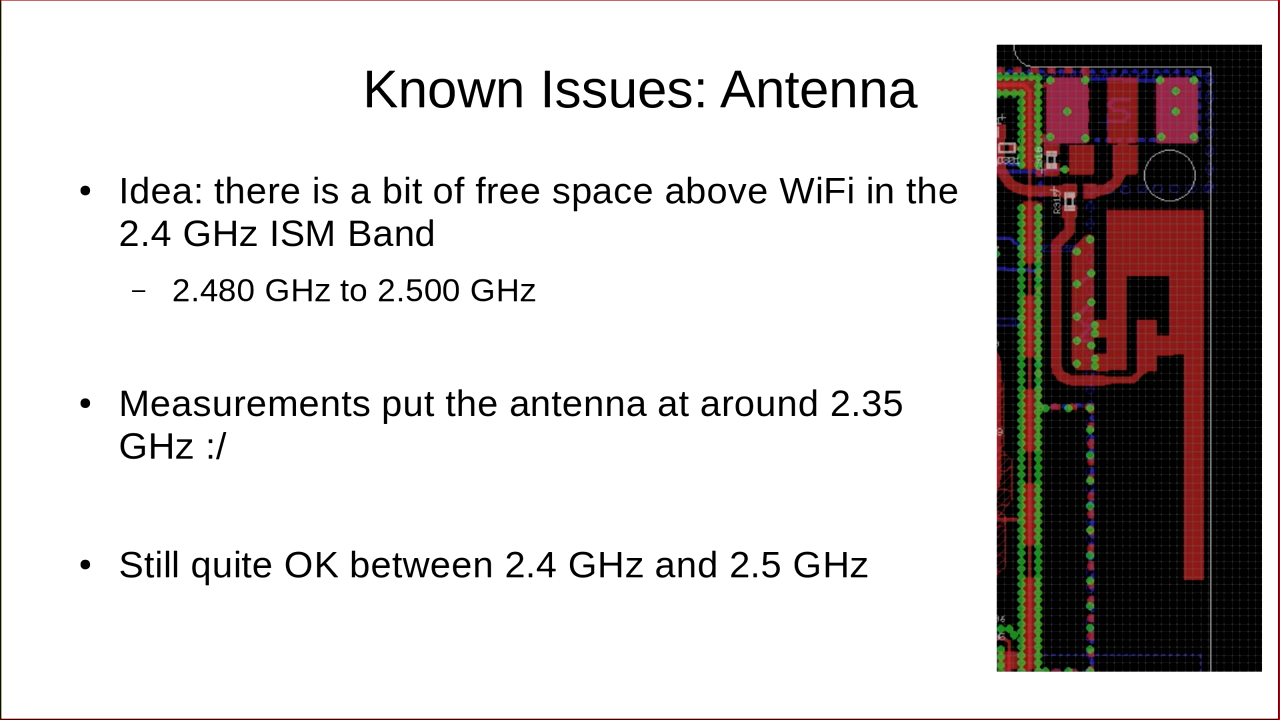 Known Issues: Antenna
• Idea: there is a bit of free space above WiFi in the
2.4 GHz ISM Band
– 2.480 GHz to 2.500 GHz
• Measurements put the antenna at around 2.35
GHz :/
• Still quite OK between 2.4 GHz and 2.5 GHz
S